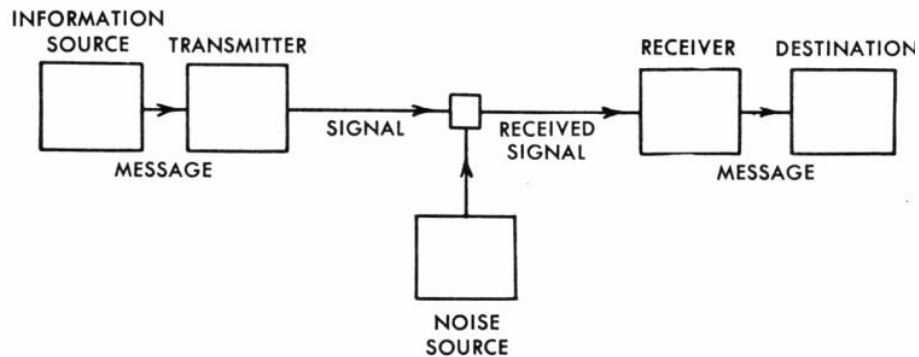 INFORMATION
SOURCE
TRANSMITTER
RECEIVER
DESTINATION
SIGNAL
RECEIVED
SIGNAL
MESSAGE
MESSAGE
NOISE
SOURCE